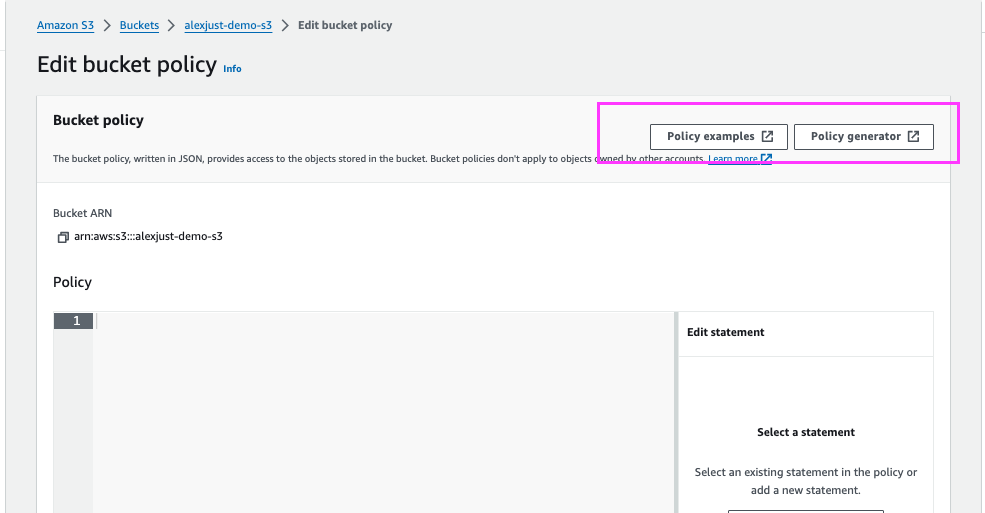 Amazon S3 > Buckets > alexjust-demo-s3 > Edit bucket policy
Edit bucket policy Info
Bucket policy
Policy examples
Policy generator
The bucket policy, written in JSON, provides access to the objects stored in the bucket. Bucket policies don't apply to objects owned by other accounts. Learn more
Bucket ARN
arn:aws:s3:::alexjust-demo-s3
Policy
1
Edit statement
Select a statement
Select an existing statement in the policy or
add a new statement.